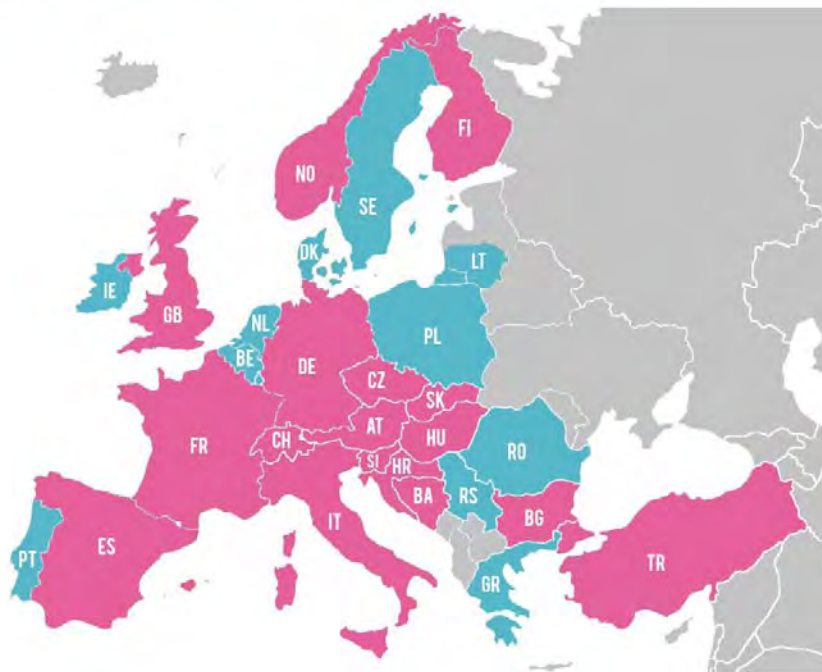 FI
NO
SE
DK
LT
IE
GB
NL
PL
BE
DE
CZ
SK
AT
HU
FR
CH
RO
SI
HR
RS
BA
BG
IT
ES
PT
TR
GR